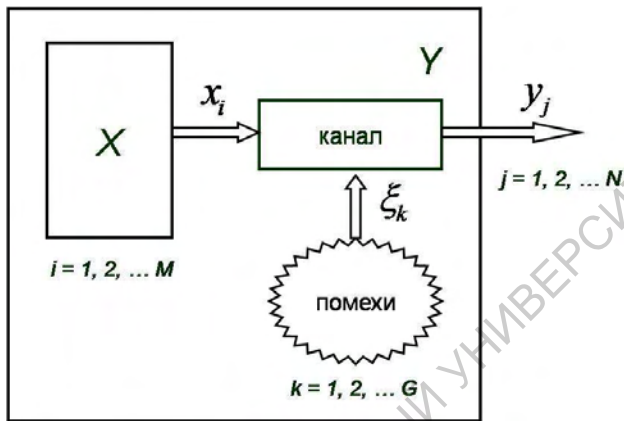 Y
x_i
y_j
X
канал
j = 1, 2, ... N
ξ_k
i = 1, 2, ... M
помехи
k = 1, 2, ... G